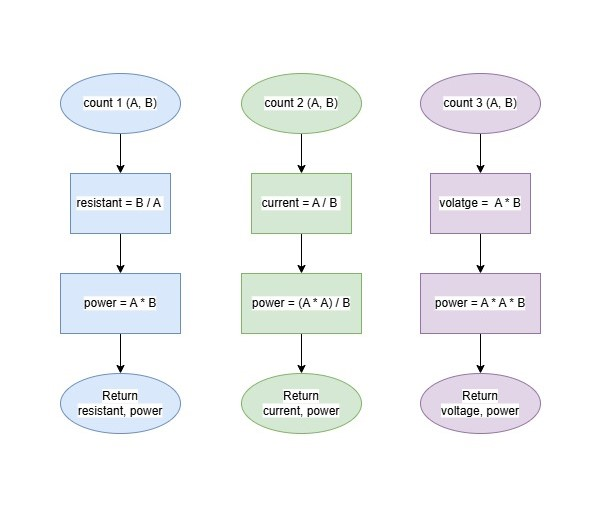 count 1 (A, B)
count 2 (A, B)
count 3 (A, B)
resistant = B / A
current = A / B
volatge =  A * B
power = A * B
power = (A * A) / B
power = A * A * B
Return
resistant, power
Return
current, power
Return
voltage, power